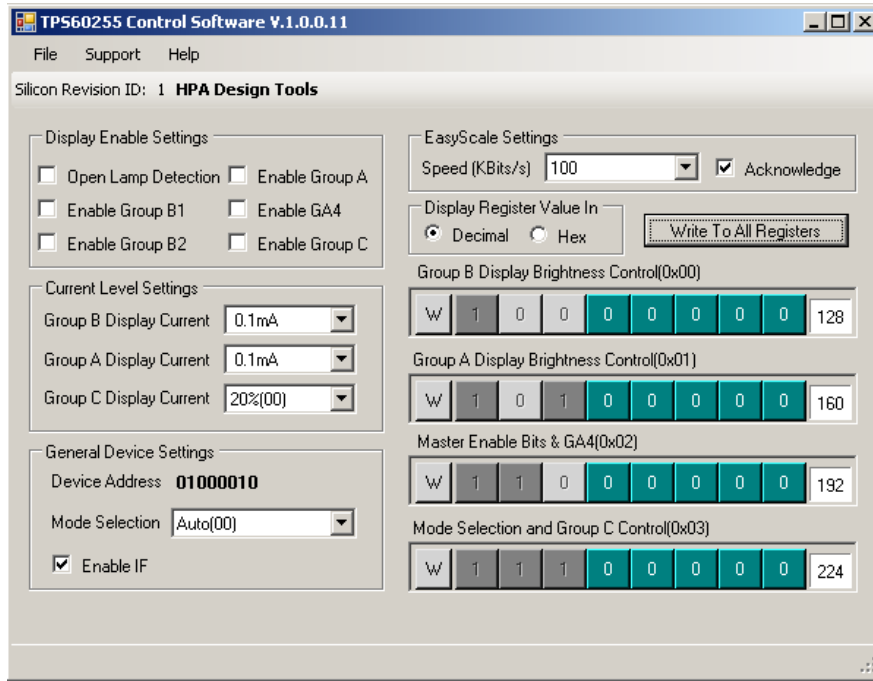 TPS60255 Control Software V.1.0.0.11
File Support Help
Silicon Revision ID: 1 HPA Design Tools
Display Enable Settings
Open Lamp Detection Enable Group A
Enable Group B1 Enable GA4
Enable Group B2 Enable Group C
Current Level Settings
Group B Display Current 0.1mA
Group A Display Current 0.1mA
Group C Display Current 20%(00)
General Device Settings
Device Address 01000010
Mode Selection Auto(00)
Enable IF
EasyScale Settings
Speed (KBits/s) 100 Acknowledge
Display Register Value In
Decimal Hex
Write To All Registers
Group B Display Brightness Control(0x00)
W 1 0 0 0 0 0 0 0 128
Group A Display Brightness Control(0x01)
W 1 0 1 0 0 0 0 0 160
Master Enable Bits & GA4(0x02)
W 1 1 0 0 0 0 0 0 192
Mode Selection and Group C Control(0x03)
W 1 1 1 0 0 0 0 0 224